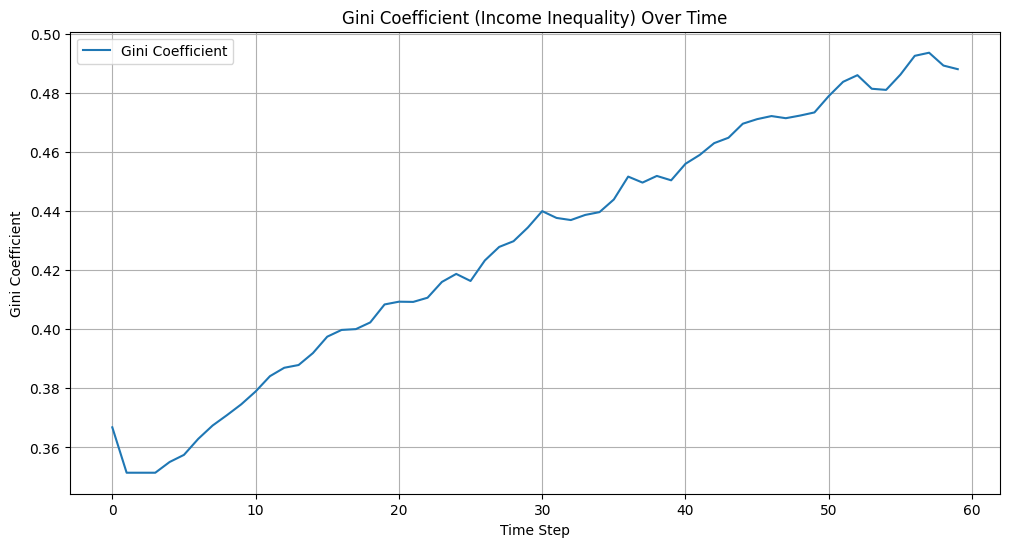 Gini Coefficient (Income Inequality) Over Time
Gini Coefficient
0.50
0.48
0.46
0.44
0.42
0.40
0.38
0.36
Gini Coefficient
0 10 20 30 40 50 60
Time Step